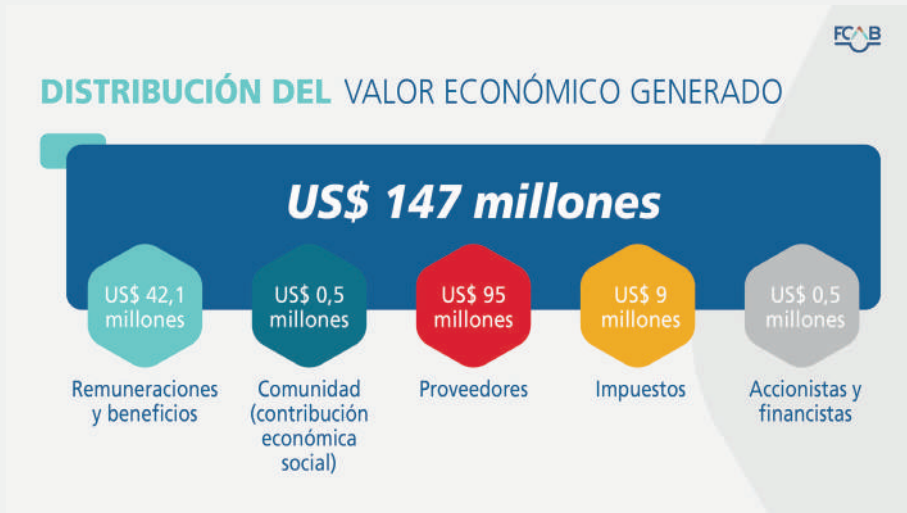 FCAB
DISTRIBUCIÓN DEL VALOR ECONÓMICO GENERADO
US$ 147 millones
US$ 42,1
millones
Remuneraciones
y beneficios
US$ 0,5
millones
Comunidad
(contribución
económica
social)
US$ 95
millones
Proveedores
US$ 9
millones
Impuestos
US$ 0,5
millones
Accionistas y
financistas